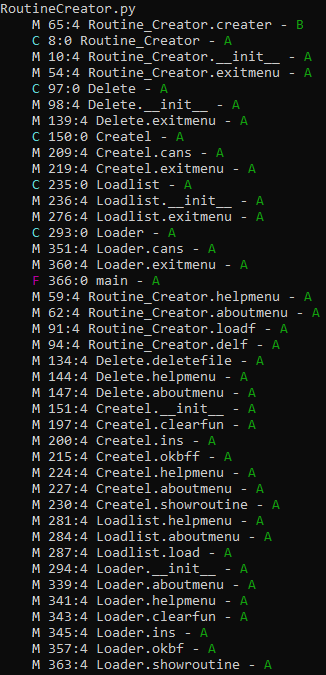 RoutineCreator.py
M 65:4 Routine_Creator.creater - B
C 8:0 Routine_Creator - A
M 10:4 Routine_Creator.__init__ - A
M 54:4 Routine_Creator.exitmenu - A
C 97:0 Delete - A
M 98:4 Delete.__init__ - A
M 139:4 Delete.exitmenu - A
C 150:0 Createl - A
M 209:4 Createl.cans - A
M 219:4 Createl.exitmenu - A
C 235:0 Loadlist - A
M 236:4 Loadlist.__init__ - A
M 276:4 Loadlist.exitmenu - A
C 293:0 Loader - A
M 351:4 Loader.cans - A
M 360:4 Loader.exitmenu - A
F 366:0 main - A
M 59:4 Routine_Creator.helpmenu - A
M 62:4 Routine_Creator.aboutmenu - A
M 91:4 Routine_Creator.loadf - A
M 94:4 Routine_Creator.delf - A
M 134:4 Delete.deletefile - A
M 144:4 Delete.helpmenu - A
M 147:4 Delete.aboutmenu - A
M 151:4 Createl.__init__ - A
M 197:4 Createl.clearfun - A
M 200:4 Createl.ins - A
M 215:4 Createl.okbff - A
M 224:4 Createl.helpmenu - A
M 227:4 Createl.aboutmenu - A
M 230:4 Createl.showroutine - A
M 281:4 Loadlist.helpmenu - A
M 284:4 Loadlist.aboutmenu - A
M 287:4 Loadlist.load - A
M 294:4 Loader.__init__ - A
M 339:4 Loader.aboutmenu - A
M 341:4 Loader.helpmenu - A
M 343:4 Loader.clearfun - A
M 345:4 Loader.ins - A
M 357:4 Loader.okbf - A
M 363:4 Loader.showroutine - A